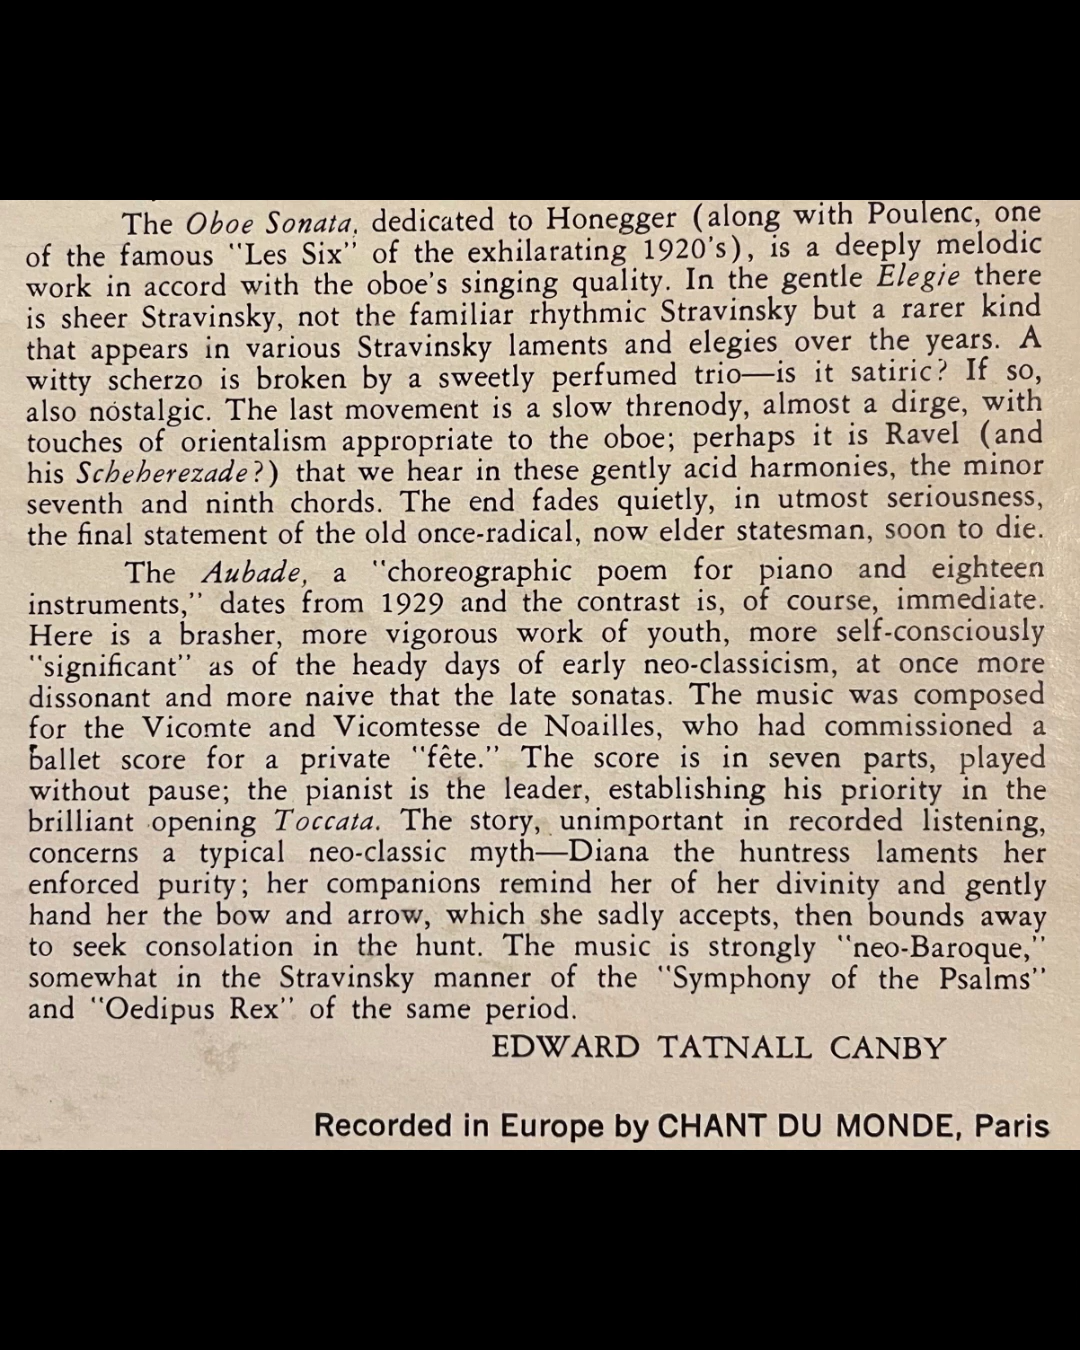 The Oboe Sonata, dedicated to Honegger (along with Poulenc, one
of the famous "Les Six" of the exhilarating 1920's), is a deeply melodic
work in accord with the oboe's singing quality. In the gentle Elegie there
is sheer Stravinsky, not the familiar rhythmic Stravinsky but a rarer kind
that appears in various Stravinsky laments and elegies over the years. A
witty scherzo is broken by a sweetly perfumed trio—is it satiric? If so,
also nostalgic. The last movement is a slow threnody, almost a dirge, with
touches of orientalism appropriate to the oboe; perhaps it is Ravel (and
his Scheherezade?) that we hear in these gently acid harmonies, the minor
seventh and ninth chords. The end fades quietly, in utmost seriousness,
the final statement of the old once-radical, now elder statesman, soon to die.
The Aubade, a "choreographic poem for piano and eighteen
instruments," dates from 1929 and the contrast is, of course, immediate.
Here is a brasher, more vigorous work of youth, more self-consciously
"significant" as of the heady days of early neo-classicism, at once more
dissonant and more naive that the late sonatas. The music was composed
for the Vicomte and Vicomtesse de Noailles, who had commissioned a
ballet score for a private "fête." The score is in seven parts, played
without pause; the pianist is the leader, establishing his priority in the
brilliant opening Toccata. The story, unimportant in recorded listening,
concerns a typical neo-classic myth—Diana the huntress laments her
enforced purity; her companions remind her of her divinity and gently
hand her the bow and arrow, which she sadly accepts, then bounds away
to seek consolation in the hunt. The music is strongly "neo-Baroque,"
somewhat in the Stravinsky manner of the "Symphony of the Psalms"
and "Oedipus Rex" of the same period.
EDWARD TATNALL CANBY
Recorded in Europe by CHANT DU MONDE, Paris